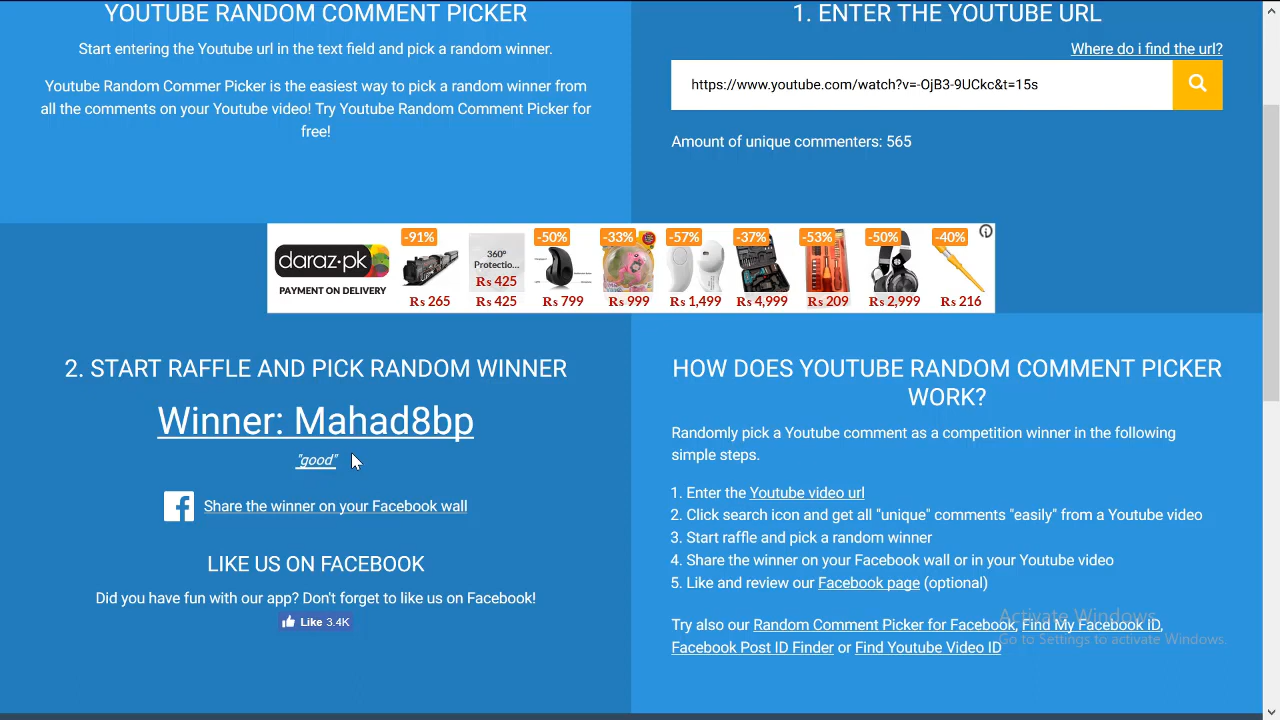 YOUTUBE RANDOM COMMENT PICKER
Start entering the Youtube url in the text field and pick a random winner.
Youtube Random Commer Picker is the easiest way to pick a random winner from
all the comments on your Youtube video! Try Youtube Random Comment Picker for
free!
1. ENTER THE YOUTUBE URL
Where do i find the url?
https://www.youtube.com/watch?v=-OjB3-9UCkc&t=15s
Amount of unique commenters: 565
daraz.pk
PAYMENT ON DELIVERY
-91%
Rs 265
360°
Protectio...
Rs 425
Rs 425
-50%
Rs 799
-33%
Rs 999
-57%
Rs 1,499
-37%
Rs 4,999
-53%
Rs 209
-50%
Rs 2,999
-40%
Rs 216
2. START RAFFLE AND PICK RANDOM WINNER
Winner: Mahad8bp
"good"
Share the winner on your Facebook wall
LIKE US ON FACEBOOK
Did you have fun with our app? Don't forget to like us on Facebook!
Like 3.4K
HOW DOES YOUTUBE RANDOM COMMENT PICKER
WORK?
Randomly pick a Youtube comment as a competition winner in the following
simple steps.
1. Enter the Youtube video url
2. Click search icon and get all "unique" comments "easily" from a Youtube video
3. Start raffle and pick a random winner
4. Share the winner on your Facebook wall or in your Youtube video
5. Like and review our Facebook page (optional)
Try also our Random Comment Picker for Facebook, Find My Facebook ID,
Facebook Post ID Finder or Find Youtube Video ID
Activate Windows
Go to Settings to activate Windows.